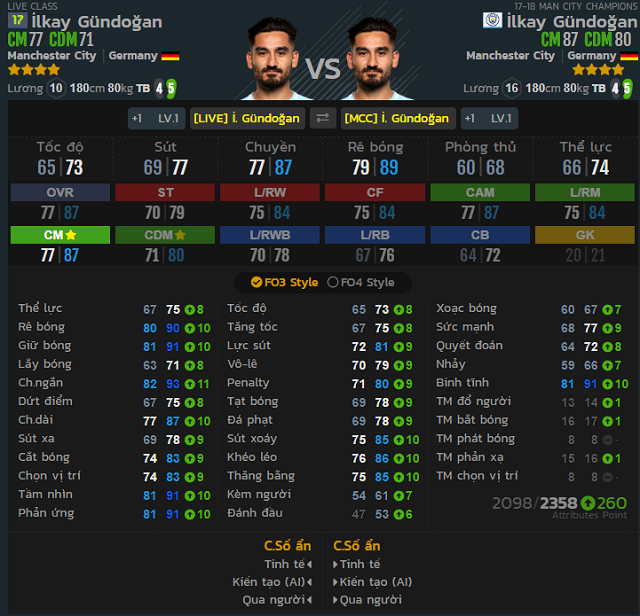 LIVE CLASS 17-18 MAN CITY CHAMPIONS
17 İlkay Gündoğan İlkay Gündoğan
CM 77 CDM 71 CM 87 CDM 80
Manchester City Germany VS Manchester City Germany
Lương 10 180cm 80kg TB 4 5 Lương 16 180cm 80kg TB 4 5
+1 LV.1 [LIVE] İ. Gündoğan [MCC] İ. Gündoğan +1 LV.1
Tốc độ Sút Chuyền Rê bóng Phòng thủ Thể lực
65 73 69 77 77 87 79 89 60 68 66 74
OVR ST L/RW CF CAM L/RM
77 87 70 79 75 84 75 84 77 87 75 84
CM CDM L/RWB L/RB CB GK
77 87 71 80 70 78 67 76 64 72 20 21
FO3 Style FO4 Style
Thể lực 67 75 8 Tốc độ 65 73 8 Xoạc bóng 60 67 7
Rê bóng 80 90 10 Tăng tốc 67 75 8 Sức mạnh 68 77 9
Giữ bóng 81 91 10 Lực sút 72 81 9 Quyết đoán 64 72 8
Lấy bóng 63 71 8 Vô-lê 70 79 9 Nhảy 59 66 7
Ch.ngắn 82 93 11 Penalty 71 80 9 Bình tĩnh 81 91 10
Dứt điểm 67 75 8 Tạt bóng 69 78 9 TM đổ người 13 14 1
Ch.dài 77 87 10 Đá phạt 69 78 9 TM bắt bóng 16 17 1
Sút xa 69 78 9 Sút xoáy 75 85 10 TM phát bóng 8 8 -
Cắt bóng 74 83 9 Khéo léo 76 86 10 TM phản xạ 15 16 1
Chọn vị trí 74 83 9 Thăng bằng 75 85 10 TM chọn vị trí 8 8 -
Tầm nhìn 81 91 10 Kèm người 54 61 7 2098/2358 260
Phản ứng 81 91 10 Đánh đầu 47 53 6 Attributes Point
C.Số ẩn C.Số ẩn
Tinh tế Tinh tế
Kiến tạo (AI) Kiến tạo (AI)
Qua người Qua người